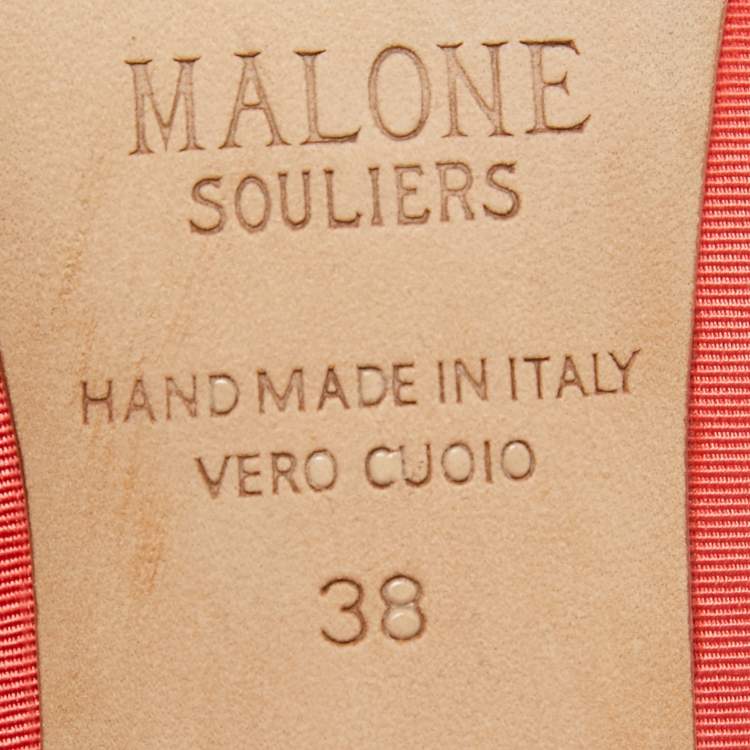 MALONE
SOULIERS
HAND MADE IN ITALY
VERO CUOIO
38